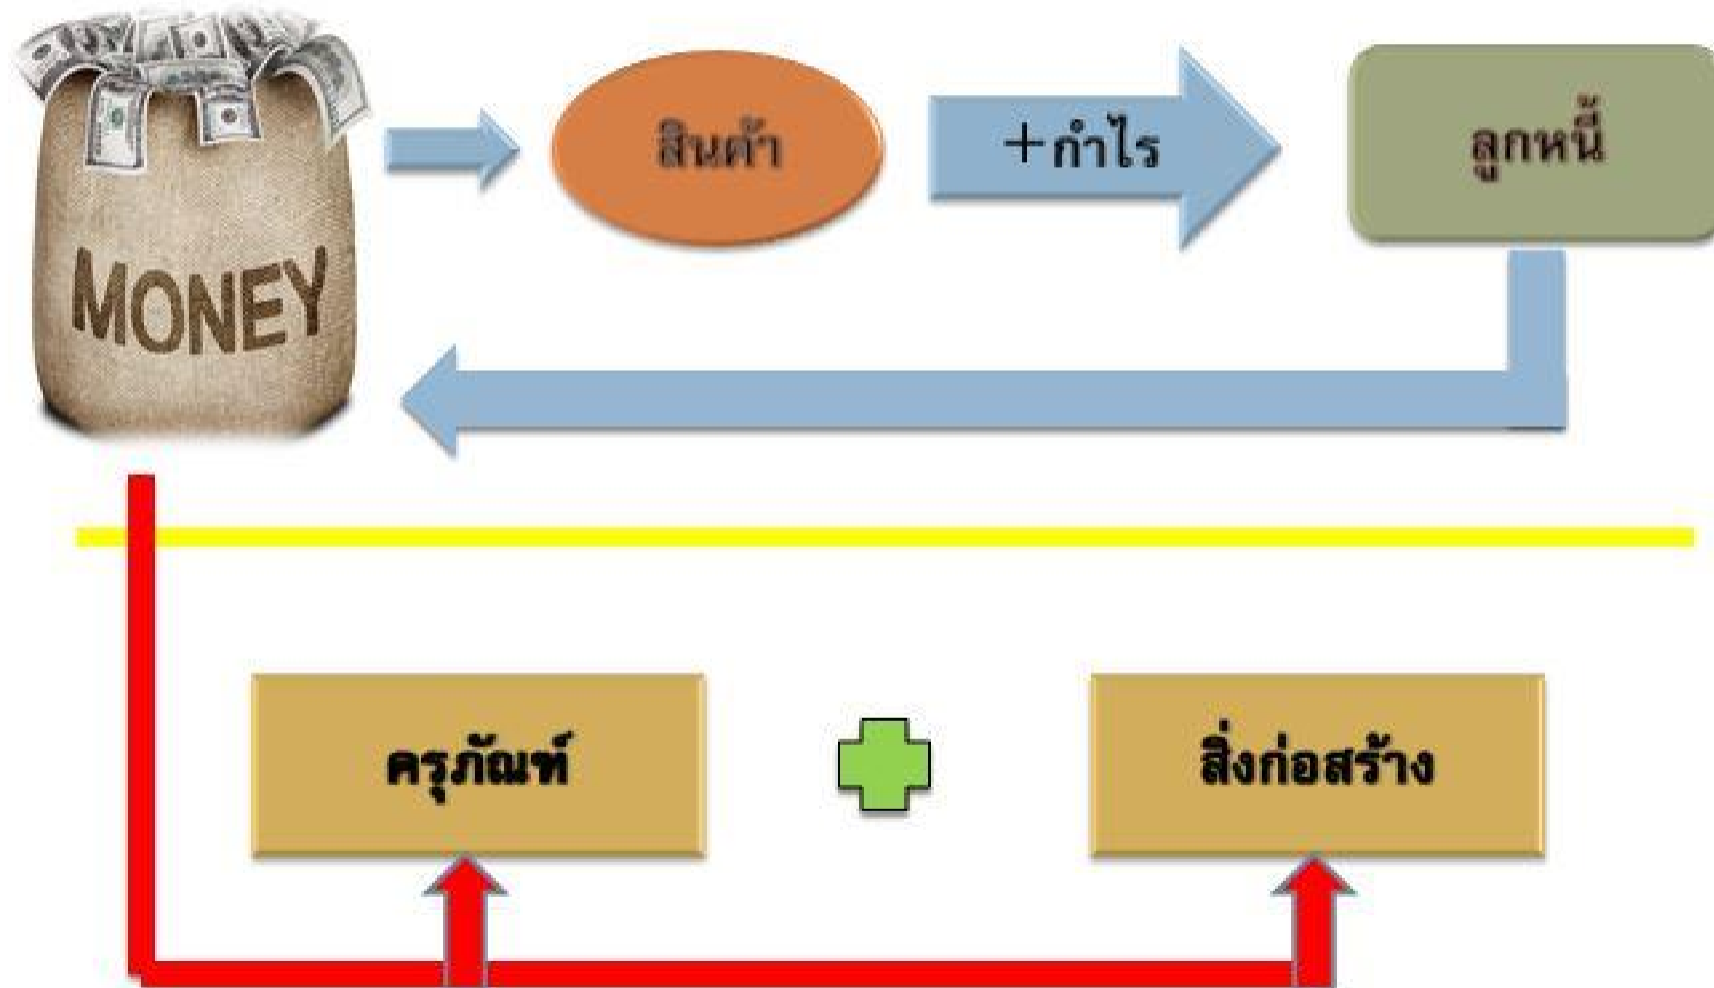 สินค้า
+กำไร
ลูกหนี้
MONEY
ครุภัณฑ์
สิ่งก่อสร้าง